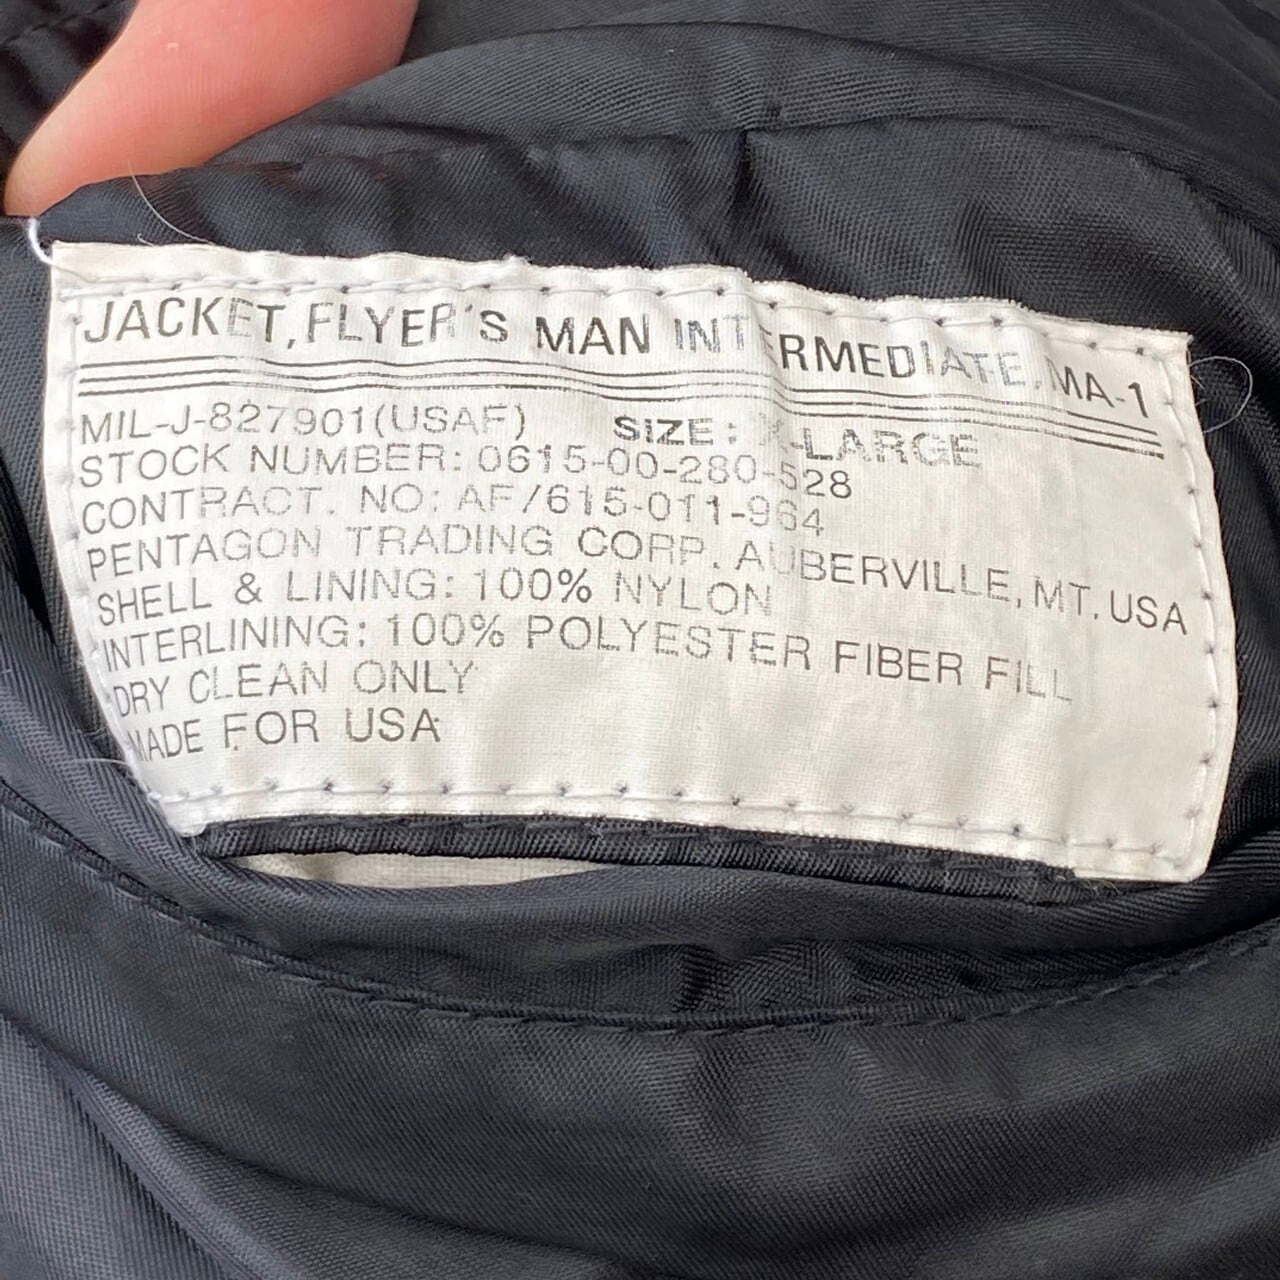 JACKET, FLYER'S MAN INTERMEDIATE, MA-1
MIL-J-827901(USAF) SIZE: X-LARGE
STOCK NUMBER: 0615-00-280-528
CONTRACT. NO: AF/615-011-964
PENTAGON TRADING CORP. AUBERVILLE, MT. USA
SHELL & LINING: 100% NYLON
INTERLINING: 100% POLYESTER FIBER FILL
DRY CLEAN ONLY
MADE FOR USA